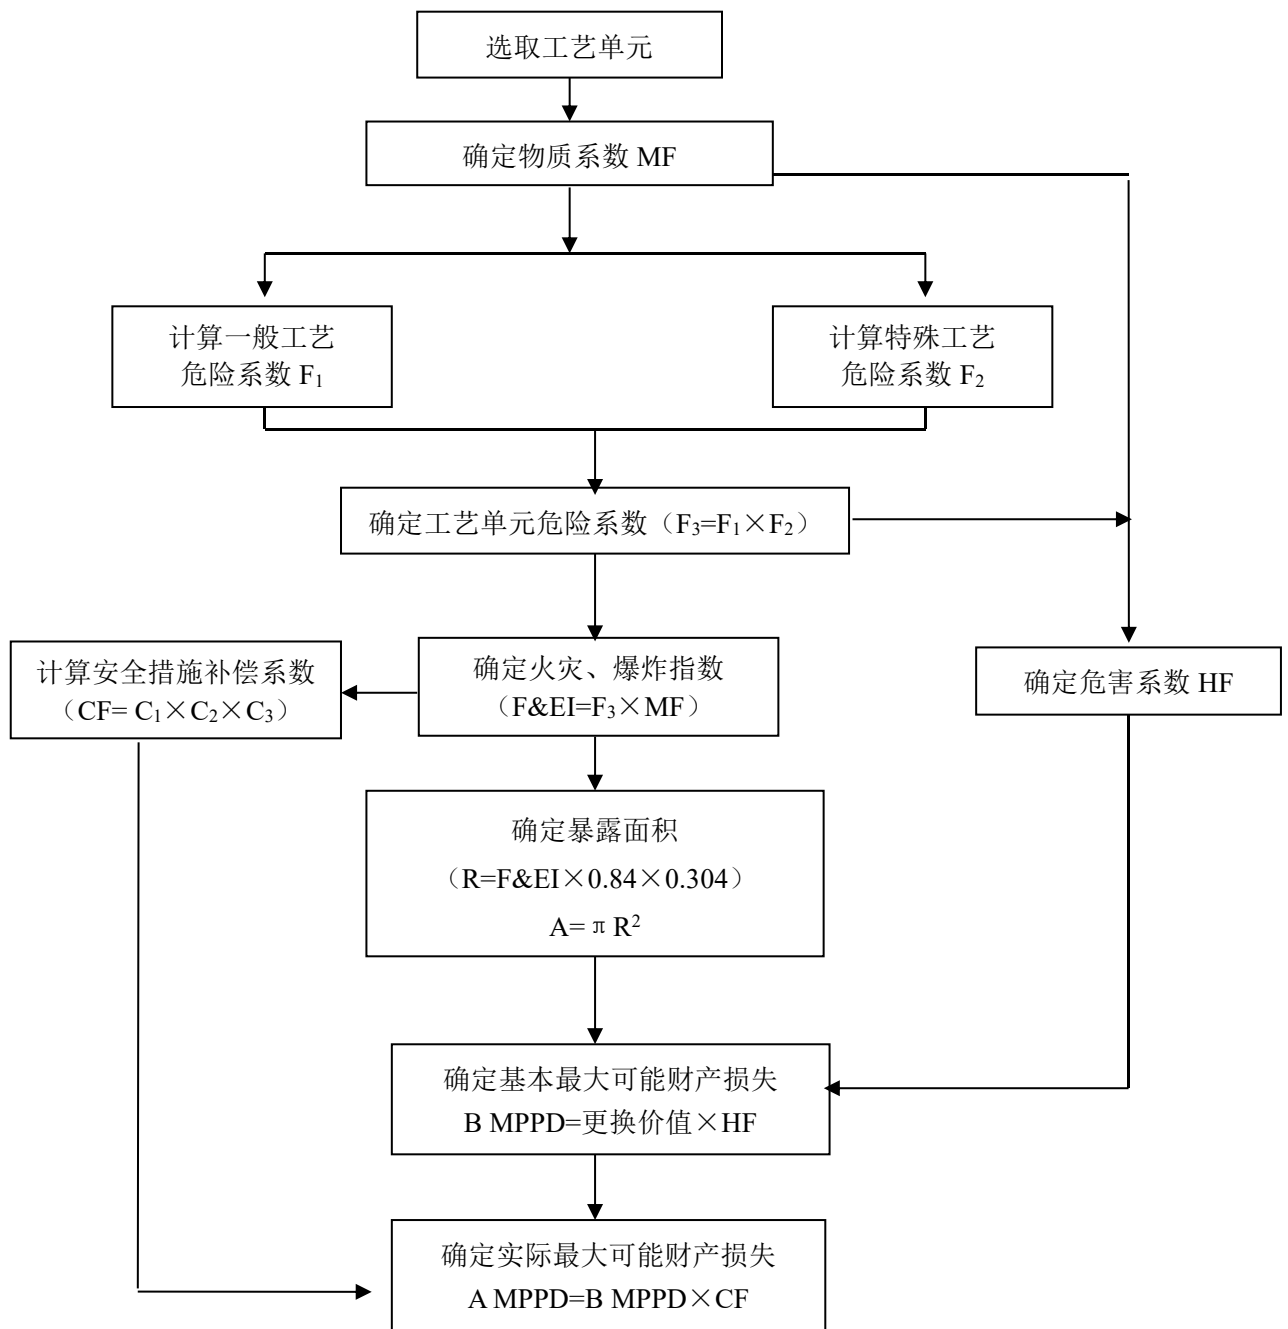 选取工艺单元
确定物质系数 MF
计算一般工艺
危险系数 F₁
计算特殊工艺
危险系数 F₂
确定工艺单元危险系数（F₃=F₁×F₂）
计算安全措施补偿系数
（CF= C₁×C₂×C₃）
确定火灾、爆炸指数
（F&EI=F₃×MF）
确定危害系数 HF
确定暴露面积
（R=F&EI×0.84×0.304）
A= π R²
确定基本最大可能财产损失
B MPPD=更换价值×HF
确定实际最大可能财产损失
A MPPD=B MPPD×CF